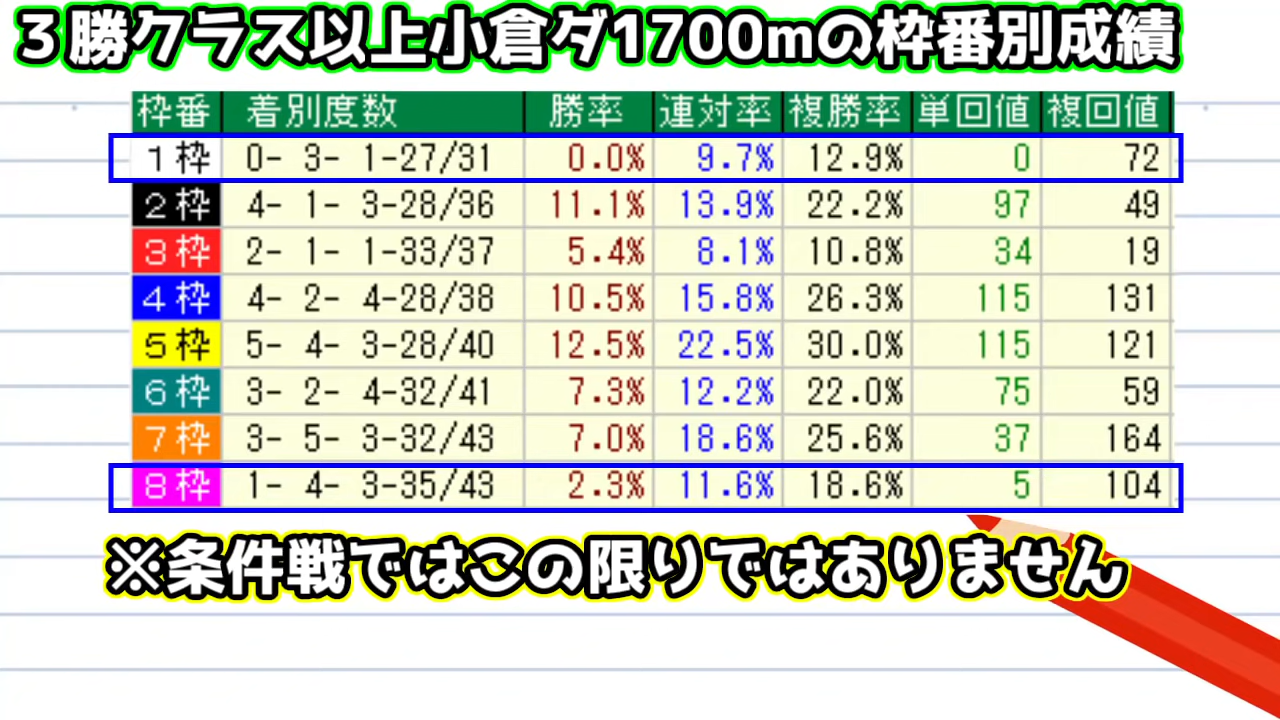 ３勝クラス以上小倉ダ1700mの枠番別成績
枠番 着別度数 勝率 連対率 複勝率 単回値 複回値
1枠 0- 3- 1-27/31 0.0% 9.7% 12.9% 0 72
2枠 4- 1- 3-28/36 11.1% 13.9% 22.2% 97 49
3枠 2- 1- 1-33/37 5.4% 8.1% 10.8% 34 19
4枠 4- 2- 4-28/38 10.5% 15.8% 26.3% 115 131
5枠 5- 4- 3-28/40 12.5% 22.5% 30.0% 115 121
6枠 3- 2- 4-32/41 7.3% 12.2% 22.0% 75 59
7枠 3- 5- 3-32/43 7.0% 18.6% 25.6% 37 164
8枠 1- 4- 3-35/43 2.3% 11.6% 18.6% 5 104
※条件戦ではこの限りではありません